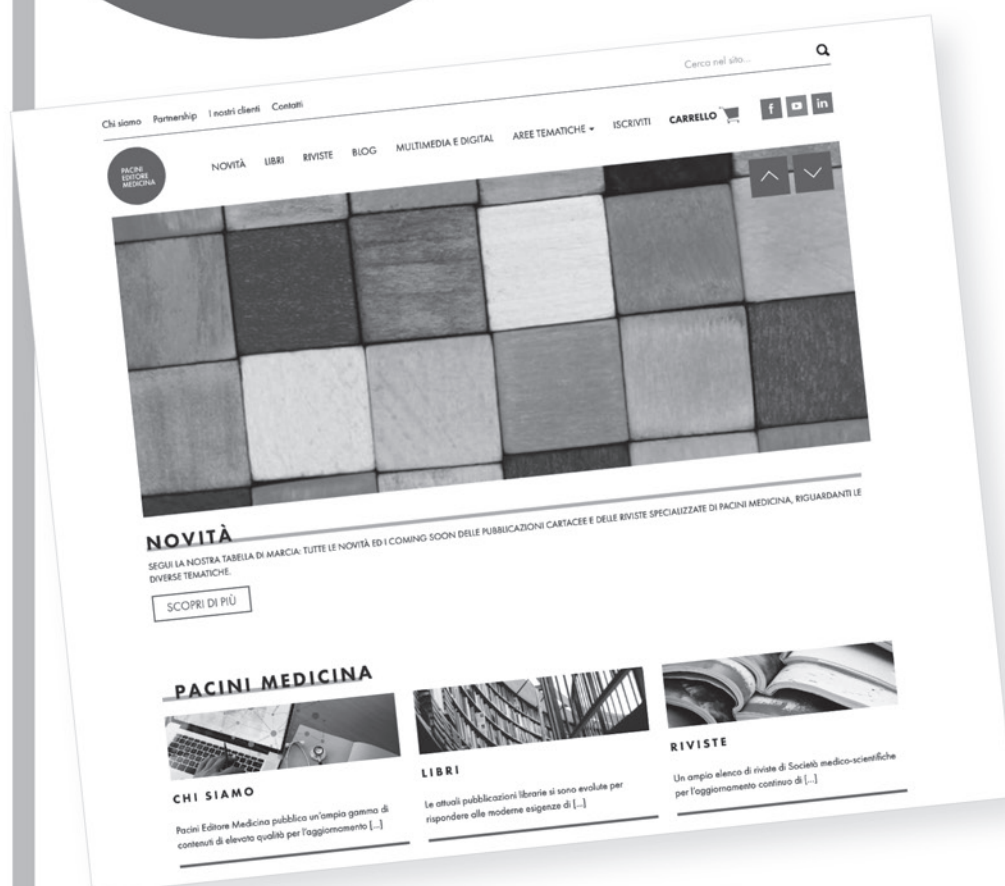 Cerca nel sito...
Chi siamo Partnership I nostri clienti Contatti
PACINI
EDITORE
MEDICINA
NOVITÀ LIBRI RIVISTE BLOG MULTIMEDIA E DIGITAL AREE TEMATICHE ISCRIVITI CARRELLO f in
NOVITÀ
SEGUI LA NOSTRA TABELLA DI MARCIA: TUTTE LE NOVITÀ ED I COMING SOON DELLE PUBBLICAZIONI CARTACEE E DELLE RIVISTE SPECIALIZZATE DI PACINI MEDICINA, RIGUARDANTI LE
DIVERSE TEMATICHE.
SCOPRI DI PIÙ
PACINI MEDICINA
CHI SIAMO
Pacini Editore Medicina pubblica un'ampia gamma di
contenuti di elevata qualità per l'aggiornamento [...]
LIBRI
Le attuali pubblicazioni librarie si sono evolute per
rispondere alle moderne esigenze di [...]
RIVISTE
Un ampio elenco di riviste di Società medico-scientifiche
per l'aggiornamento continuo di [...]